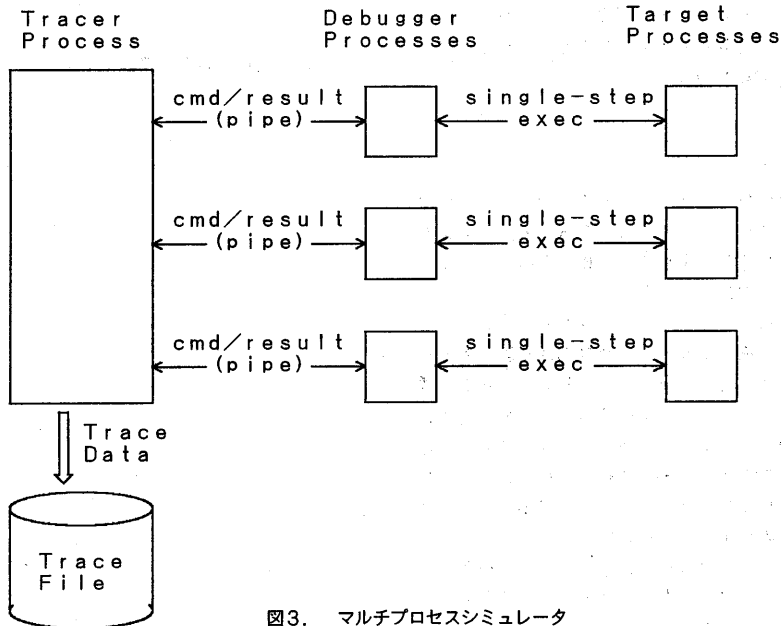 Tracer
Process
Debugger
Processes
Target
Processes
cmd/result
(pipe)
single-step
exec
cmd/result
(pipe)
single-step
exec
cmd/result
(pipe)
single-step
exec
Trace
Data
Trace
File
図3. マルチプロセスシミュレータ